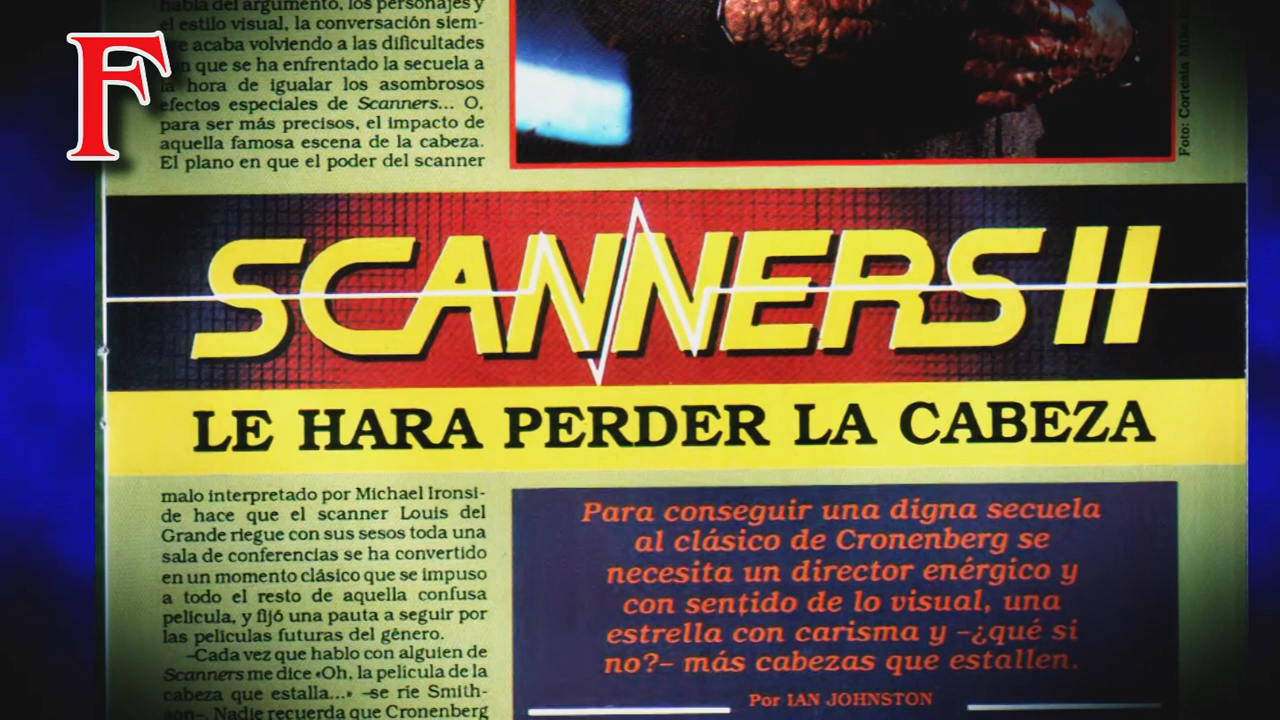 F
habla del argumento, los personajes y
el estilo visual, la conversación siem-
acaba volviendo a las dificultades
que se ha enfrentado la secuela a
la hora de igualar los asombrosos
efectos especiales de Scanners... O,
para ser más precisos, el impacto de
aquella famosa escena de la cabeza.
El plano en que el poder del scanner
Foto: Cortesía
SCANNERS II
LE HARA PERDER LA CABEZA
malo interpretado por Michael Ironsi-
de hace que el scanner Louis del
Grande riegue con sus sesos toda una
sala de conferencias se ha convertido
en un momento clásico que se impuso
a todo el resto de aquella confusa
película, y fijó una pauta a seguir por
las películas futuras del género.
–Cada vez que hablo con alguien de
Scanners me dice «Oh, la película de la
cabeza que estalla...» –se ríe Smith-
son–. Nadie recuerda que Cronenberg
Para conseguir una digna secuela
al clásico de Cronenberg se
necesita un director enérgico y
con sentido de lo visual, una
estrella con carisma y –¿qué si
no?– más cabezas que estallen.
Por IAN JOHNSTON